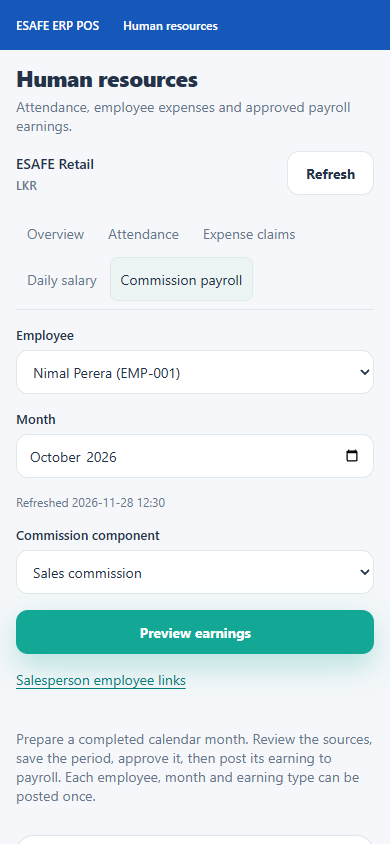 ESAFE ERP POS Human resources
Human resources
Attendance, employee expenses and approved payroll
earnings.
ESAFE Retail
LKR
Refresh
Overview Attendance Expense claims
Daily salary Commission payroll
Employee
Nimal Perera (EMP-001)
Month
October 2026
Refreshed 2026-11-28 12:30
Commission component
Sales commission
Preview earnings
Salesperson employee links
Prepare a completed calendar month. Review the sources,
save the period, approve it, then post its earning to
payroll. Each employee, month and earning type can be
posted once.